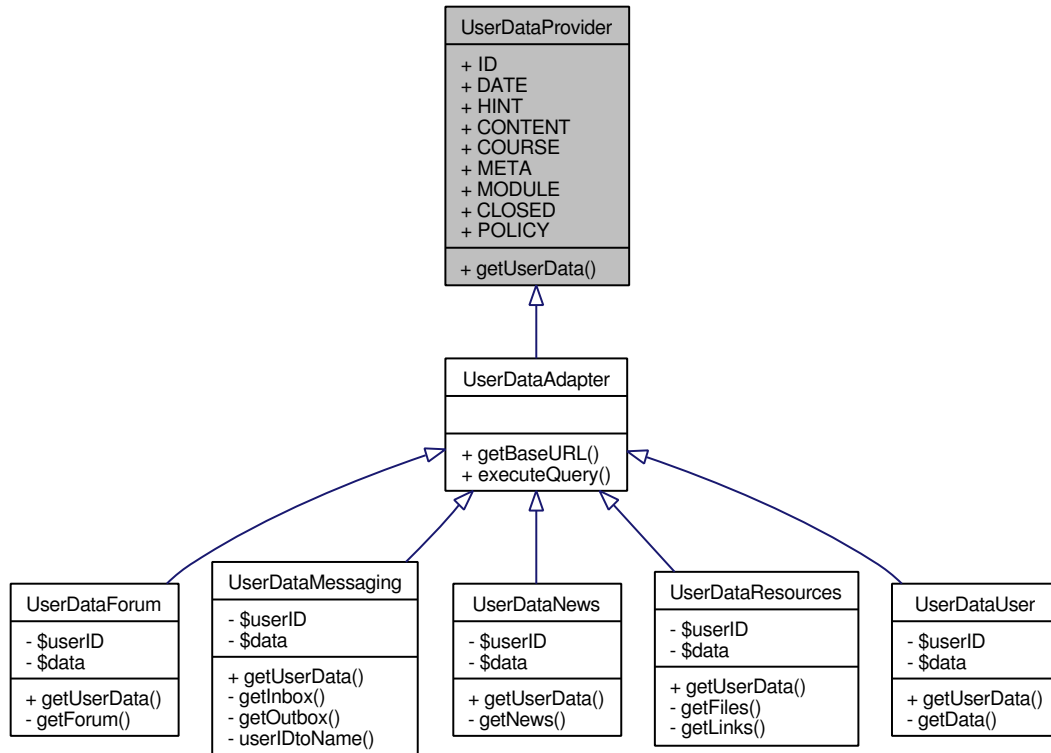 UserDataProvider
+ ID
+ DATE
+ HINT
+ CONTENT
+ COURSE
+ META
+ MODULE
+ CLOSED
+ POLICY
+ getUserData()
UserDataAdapter
+ getBaseURL()
+ executeQuery()
UserDataForum
- $userID
- $data
+ getUserData()
- getForum()
UserDataMessaging
- $userID
- $data
+ getUserData()
- getInbox()
- getOutbox()
- userIDtoName()
UserDataNews
- $userID
- $data
+ getUserData()
- getNews()
UserDataResources
- $userID
- $data
+ getUserData()
- getFiles()
- getLinks()
UserDataUser
- $userID
- $data
+ getUserData()
- getData()